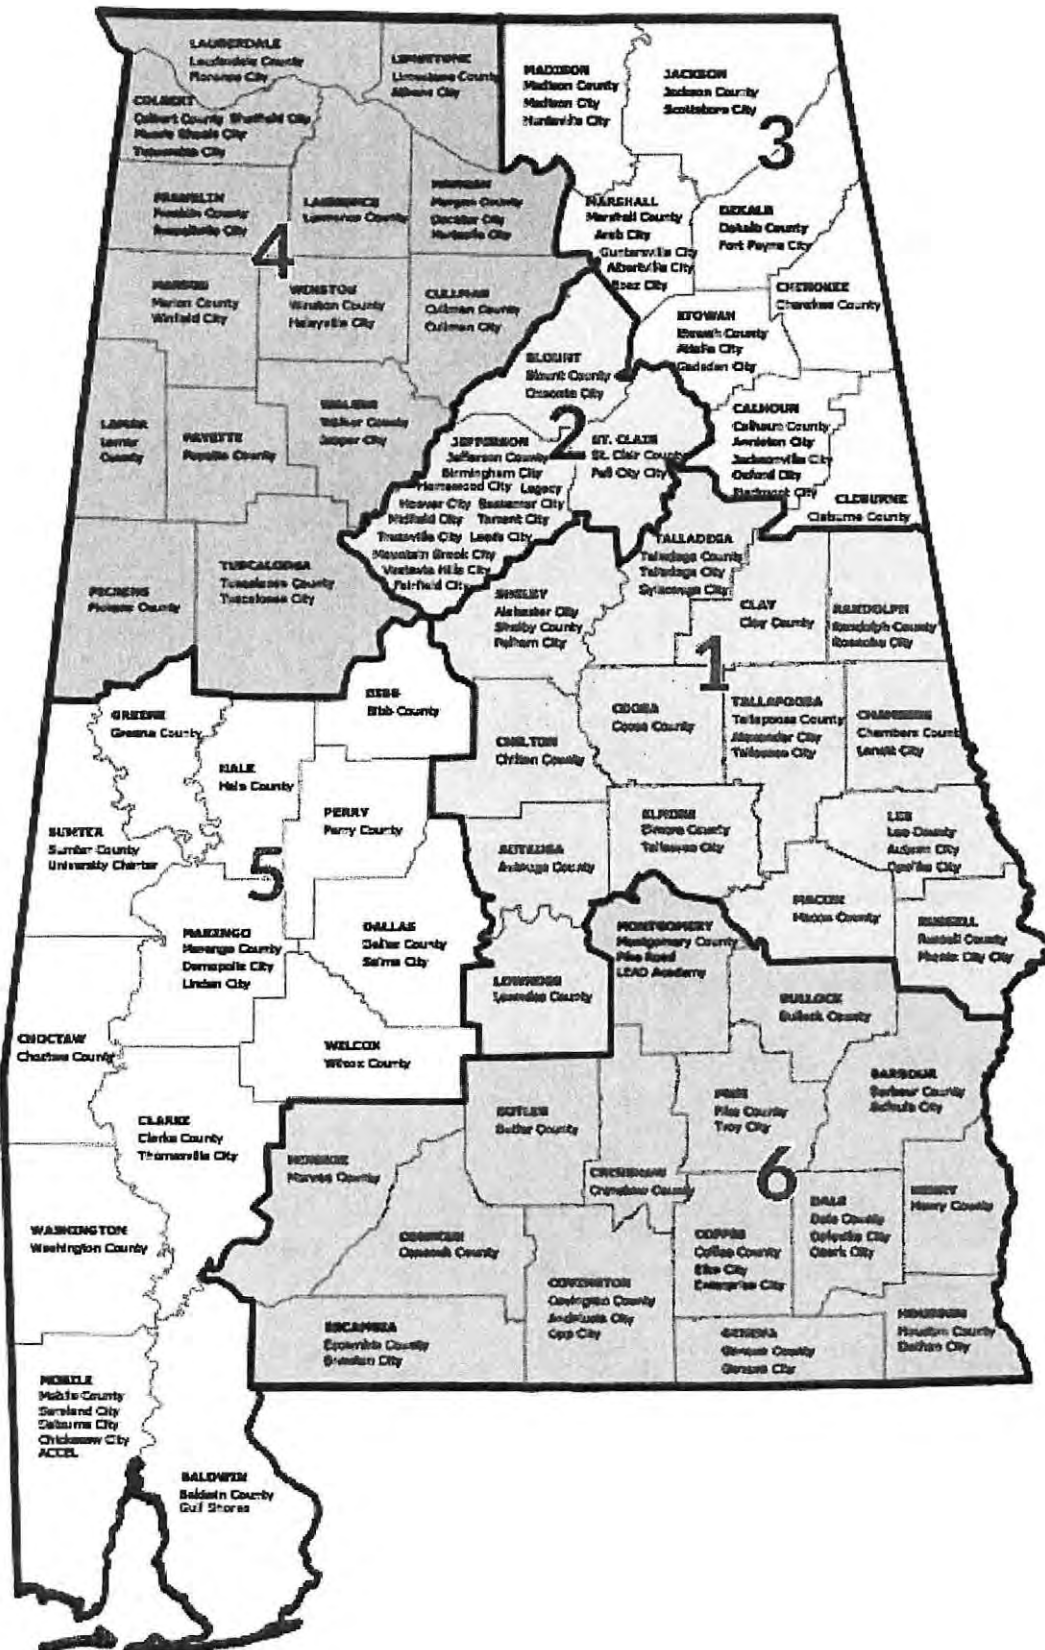 LAUDERDALE
Lauderdale County
Florence City
LIMESTONE
Limestone County
Athens City
MADISON
Madison County
Madison City
Huntsville City
JACKSON
Jackson County
Scottsboro City
3
COLBERT
Colbert County Sheffield City
Muscle Shoals City
Tuscumbia City
FRANKLIN
Franklin County
Russellville City
LAWRENCE
Lawrence County
MORGAN
Morgan County
Decatur City
Hartselle City
MARSHALL
Marshall County
Arab City
Guntersville City
Albertville City
Boaz City
DEKALB
Dekalb County
Fort Payne City
4
CHEROKEE
Cherokee County
MARION
Marion County
Winfield City
WINSTON
Winston County
Haleyville City
CULLMAN
Cullman County
Cullman City
ETOWAH
Etowah County
Attalla City
Gadsden City
BLOUNT
Blount County
Oneonta City
2
LAMAR
Lamar
County
FAYETTE
Fayette County
WALKER
Walker County
Jasper City
JEFFERSON
Jefferson County
Birmingham City
Homewood City Legacy
Hoover City Bessemer City
Midfield City Tarrant City
Trussville City Leeds City
Mountain Brook City
Vestavia Hills City
Fairfield City
ST. CLAIR
St. Clair County
Pell City City
CALHOUN
Calhoun County
Anniston City
Jacksonville City
Oxford City
Piedmont City
CLEBURNE
Cleburne County
PICKENS
Pickens County
TUSCALOOSA
Tuscaloosa County
Tuscaloosa City
SHELBY
Alabaster City
Shelby County
Pelham City
TALLADEGA
Talladega County
Talladega City
Sylacauga City
CLAY
Clay County
RANDOLPH
Randolph County
Roanoke City
1
BIBB
Bibb County
GREENE
Greene County
HALE
Hale County
CHILTON
Chilton County
COOSA
Coosa County
TALLAPOOSA
Tallapoosa County
Alexander City
Tallassee City
CHAMBERS
Chambers County
Lanett City
SUMTER
Sumter County
University Charter
5
PERRY
Perry County
AUTAUGA
Autauga County
ELMORE
Elmore County
Tallassee City
LEE
Lee County
Auburn City
Opelika City
MACON
Macon County
RUSSELL
Russell County
Phenix City City
MARENGO
Marengo County
Demopolis City
Linden City
DALLAS
Dallas County
Selma City
LOWNDES
Lowndes County
MONTGOMERY
Montgomery County
Pike Road
LEAD Academy
BULLOCK
Bullock County
CHOCTAW
Choctaw County
WILCOX
Wilcox County
BARBOUR
Barbour County
Eufaula City
CLARKE
Clarke County
Thomasville City
MONROE
Monroe County
BUTLER
Butler County
CRENSHAW
Crenshaw County
PIKE
Pike County
Troy City
6
WASHINGTON
Washington County
CONECUH
Conecuh County
COFFEE
Coffee County
Elba City
Enterprise City
DALE
Dale County
Daleville City
Ozark City
HENRY
Henry County
ESCAMBIA
Escambia County
Brewton City
COVINGTON
Covington County
Andalusia City
Opp City
GENEVA
Geneva County
Geneva City
HOUSTON
Houston County
Dothan City
MOBILE
Mobile County
Saraland City
Satsuma City
Chickasaw City
ACCEL
BALDWIN
Baldwin County
Gulf Shores